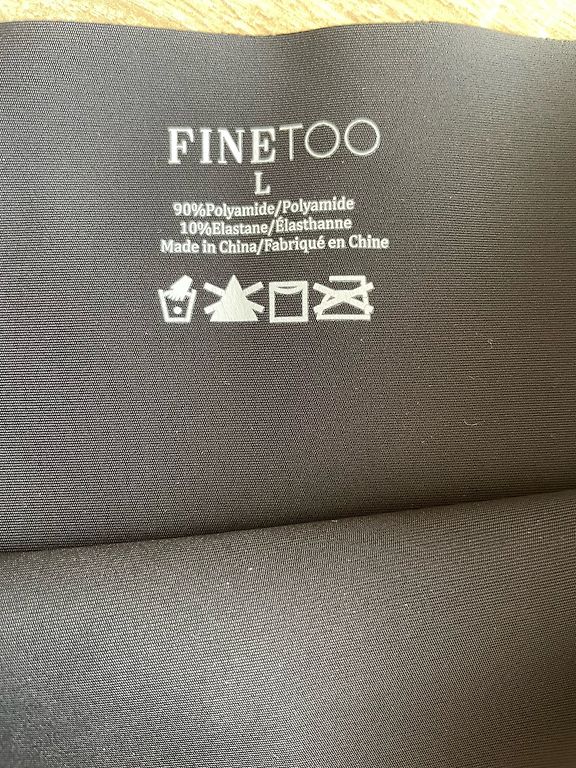 FINETOO
L
90%Polyamide/Polyamide
10%Elastane/Élasthanne
Made in China/Fabriqué en Chine